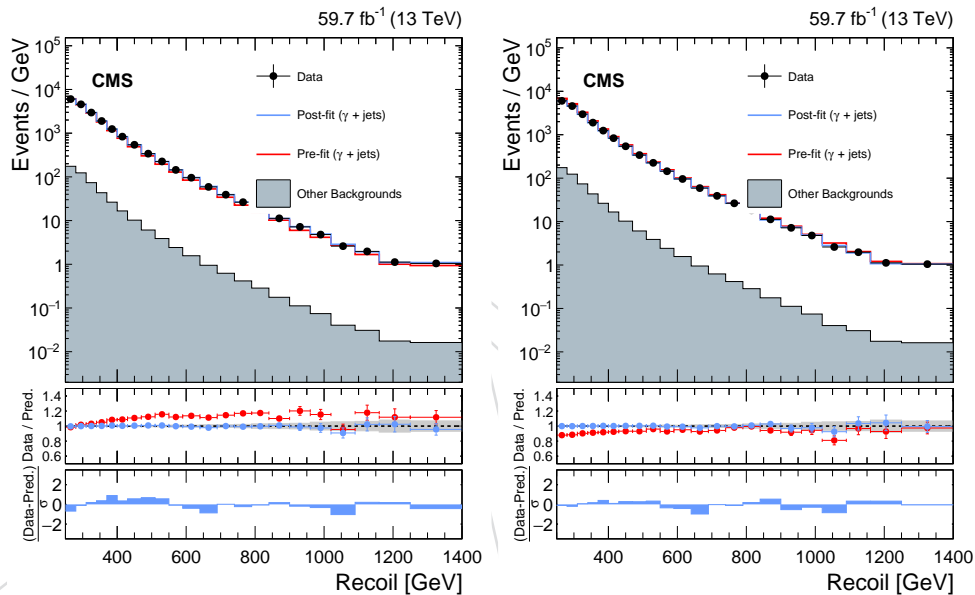 59.7 fb⁻¹ (13 TeV)
Events / GeV
10⁵
10⁴
10³
10²
10
1
10⁻¹
10⁻²
CMS
Data
Post-fit (γ + jets)
Pre-fit (γ + jets)
Other Backgrounds
Data / Pred.
1.4
1.2
1.0
0.8
0.6
(Data-Pred.)
σ
2
0
−2
400 600 800 1000 1200 1400
Recoil [GeV]
59.7 fb⁻¹ (13 TeV)
Events / GeV
10⁵
10⁴
10³
10²
10
1
10⁻¹
10⁻²
CMS
Data
Post-fit (γ + jets)
Pre-fit (γ + jets)
Other Backgrounds
Data / Pred.
1.4
1.2
1.0
0.8
0.6
(Data-Pred.)
σ
2
0
−2
400 600 800 1000 1200 1400
Recoil [GeV]